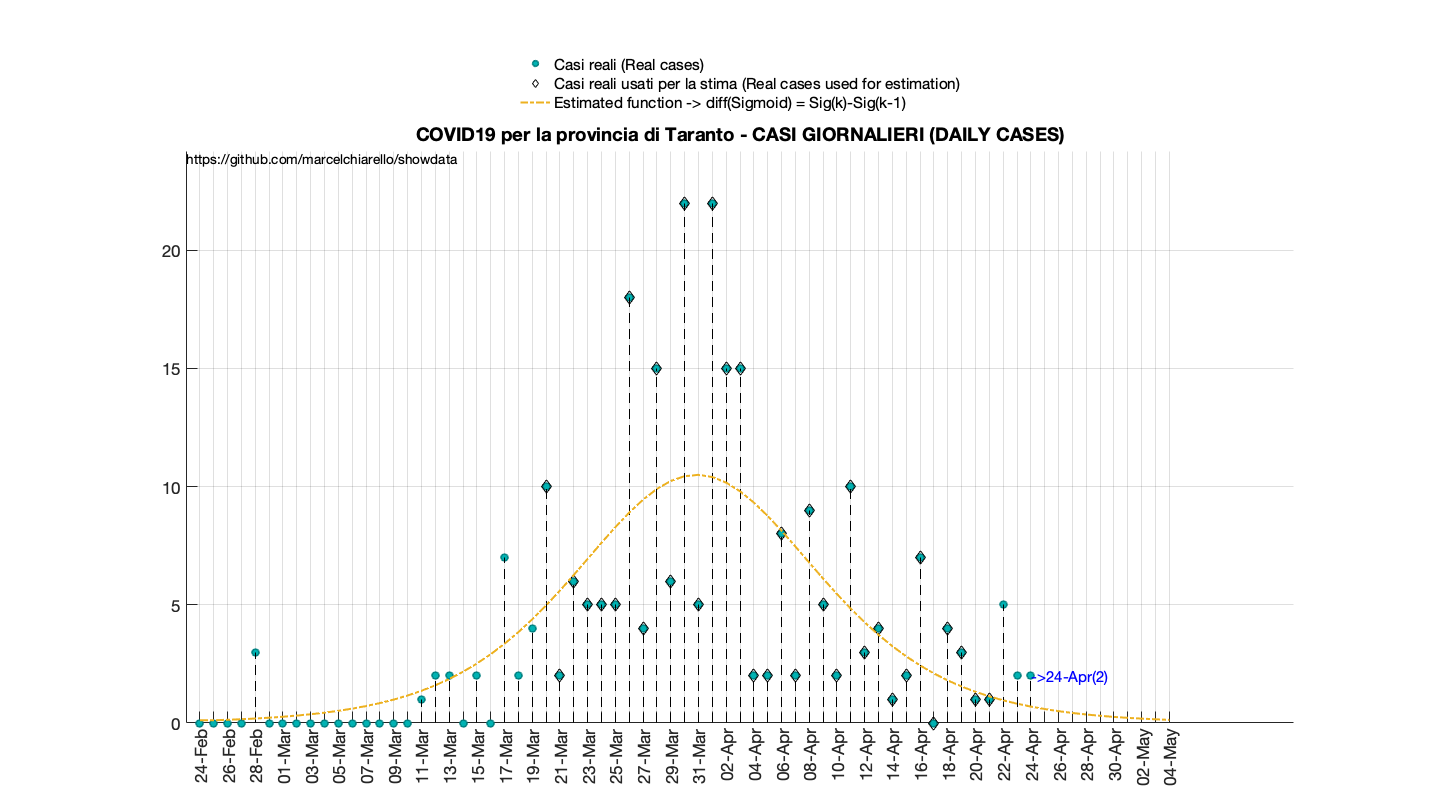 Casi reali (Real cases)
Casi reali usati per la stima (Real cases used for estimation)
Estimated function -> diff(Sigmoid) = Sig(k)-Sig(k-1)
COVID19 per la provincia di Taranto - CASI GIORNALIERI (DAILY CASES)
https://github.com/marcelchiarello/showdata
20
15
10
5
0
->24-Apr(2)
24-Feb
26-Feb
28-Feb
01-Mar
03-Mar
05-Mar
07-Mar
09-Mar
11-Mar
13-Mar
15-Mar
17-Mar
19-Mar
21-Mar
23-Mar
25-Mar
27-Mar
29-Mar
31-Mar
02-Apr
04-Apr
06-Apr
08-Apr
10-Apr
12-Apr
14-Apr
16-Apr
18-Apr
20-Apr
22-Apr
24-Apr
26-Apr
28-Apr
30-Apr
02-May
04-May